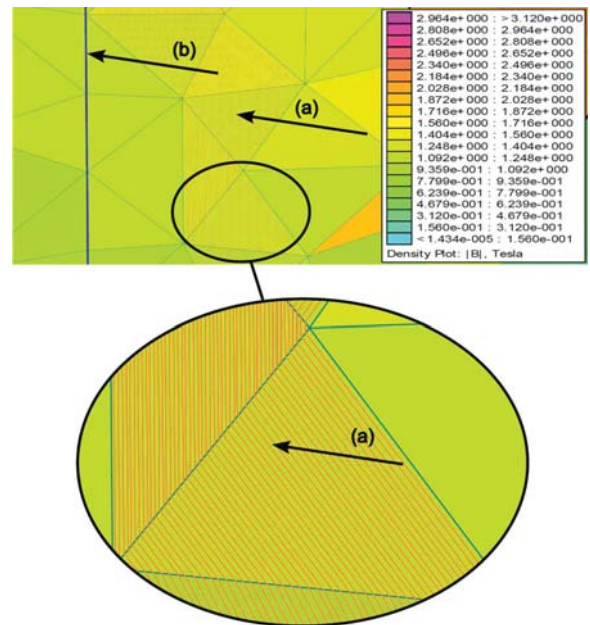 (b)
(a)
2.964e+000 : >3.120e+000
2.808e+000 : 2.964e+000
2.652e+000 : 2.808e+000
2.496e+000 : 2.652e+000
2.340e+000 : 2.496e+000
2.184e+000 : 2.340e+000
2.028e+000 : 2.184e+000
1.872e+000 : 2.028e+000
1.716e+000 : 1.872e+000
1.560e+000 : 1.716e+000
1.404e+000 : 1.560e+000
1.248e+000 : 1.404e+000
1.092e+000 : 1.248e+000
9.359e-001 : 1.092e+000
7.799e-001 : 9.359e-001
6.239e-001 : 7.799e-001
4.679e-001 : 6.239e-001
3.120e-001 : 4.679e-001
1.560e-001 : 3.120e-001
<1.434e-005 : 1.560e-001
Density Plot: |B|, Tesla
(a)